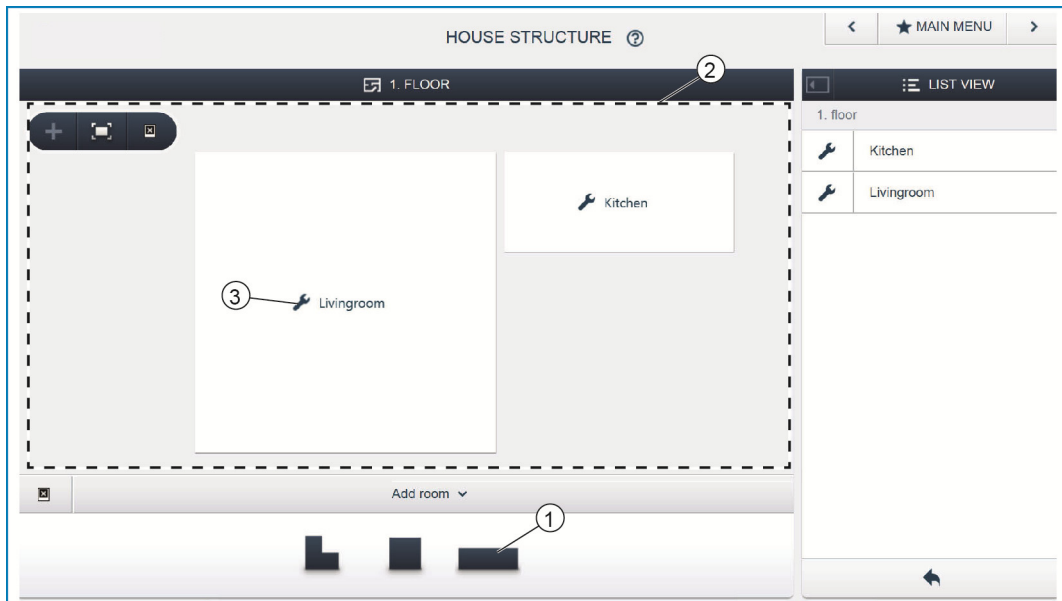 HOUSE STRUCTURE ?
MAIN MENU
2
1. FLOOR
LIST VIEW
1. floor
Kitchen
Livingroom
Kitchen
3
Livingroom
Add room
1